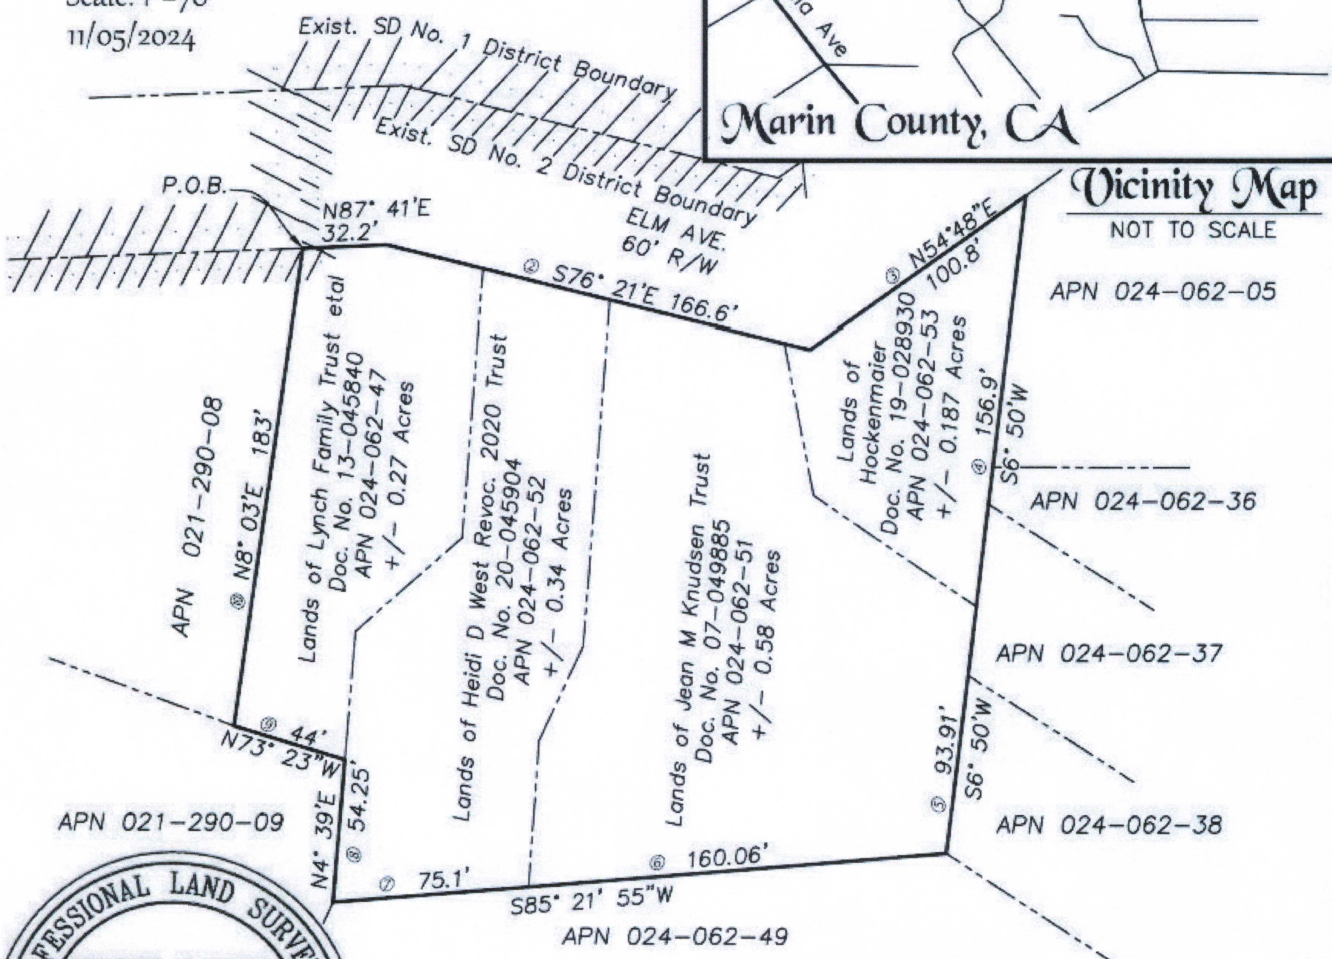 11/05/2024
Exist. SD No. 1 District Boundary
Exist. SD No. 2 District Boundary
Ave
Marin County, CA
Vicinity Map
NOT TO SCALE
P.O.B.
N87° 41'E
32.2'
ELM AVE.
60' R/W
② S76° 21'E 166.6'
③ N54°48"E
100.8'
APN 024-062-05
Lands of Lynch Family Trust etal
Doc. No. 13-045840
APN 024-062-47
+/- 0.27 Acres
Lands of Heidi D West Revoc. 2020 Trust
Doc. No. 20-045904
APN 024-062-52
+/- 0.34 Acres
Lands of Jean M Knudsen Trust
Doc. No. 07-049885
APN 024-062-51
+/- 0.58 Acres
Lands of
Hockenmaier
Doc. No. 19-028930
APN 024-062-53
+/- 0.187 Acres
④ 156.9'
S6° 50'W
APN 024-062-36
APN 024-062-37
⑤ 93.91'
S6° 50'W
APN 024-062-38
APN 021-290-08
⑩ N8° 03'E 183'
⑨ 44'
N73° 23"W
N4° 39'E
⑧ 54.25'
APN 021-290-09
⑦ 75.1'
⑥ 160.06'
S85° 21' 55"W
APN 024-062-49
FESSIONAL LAND SURVE